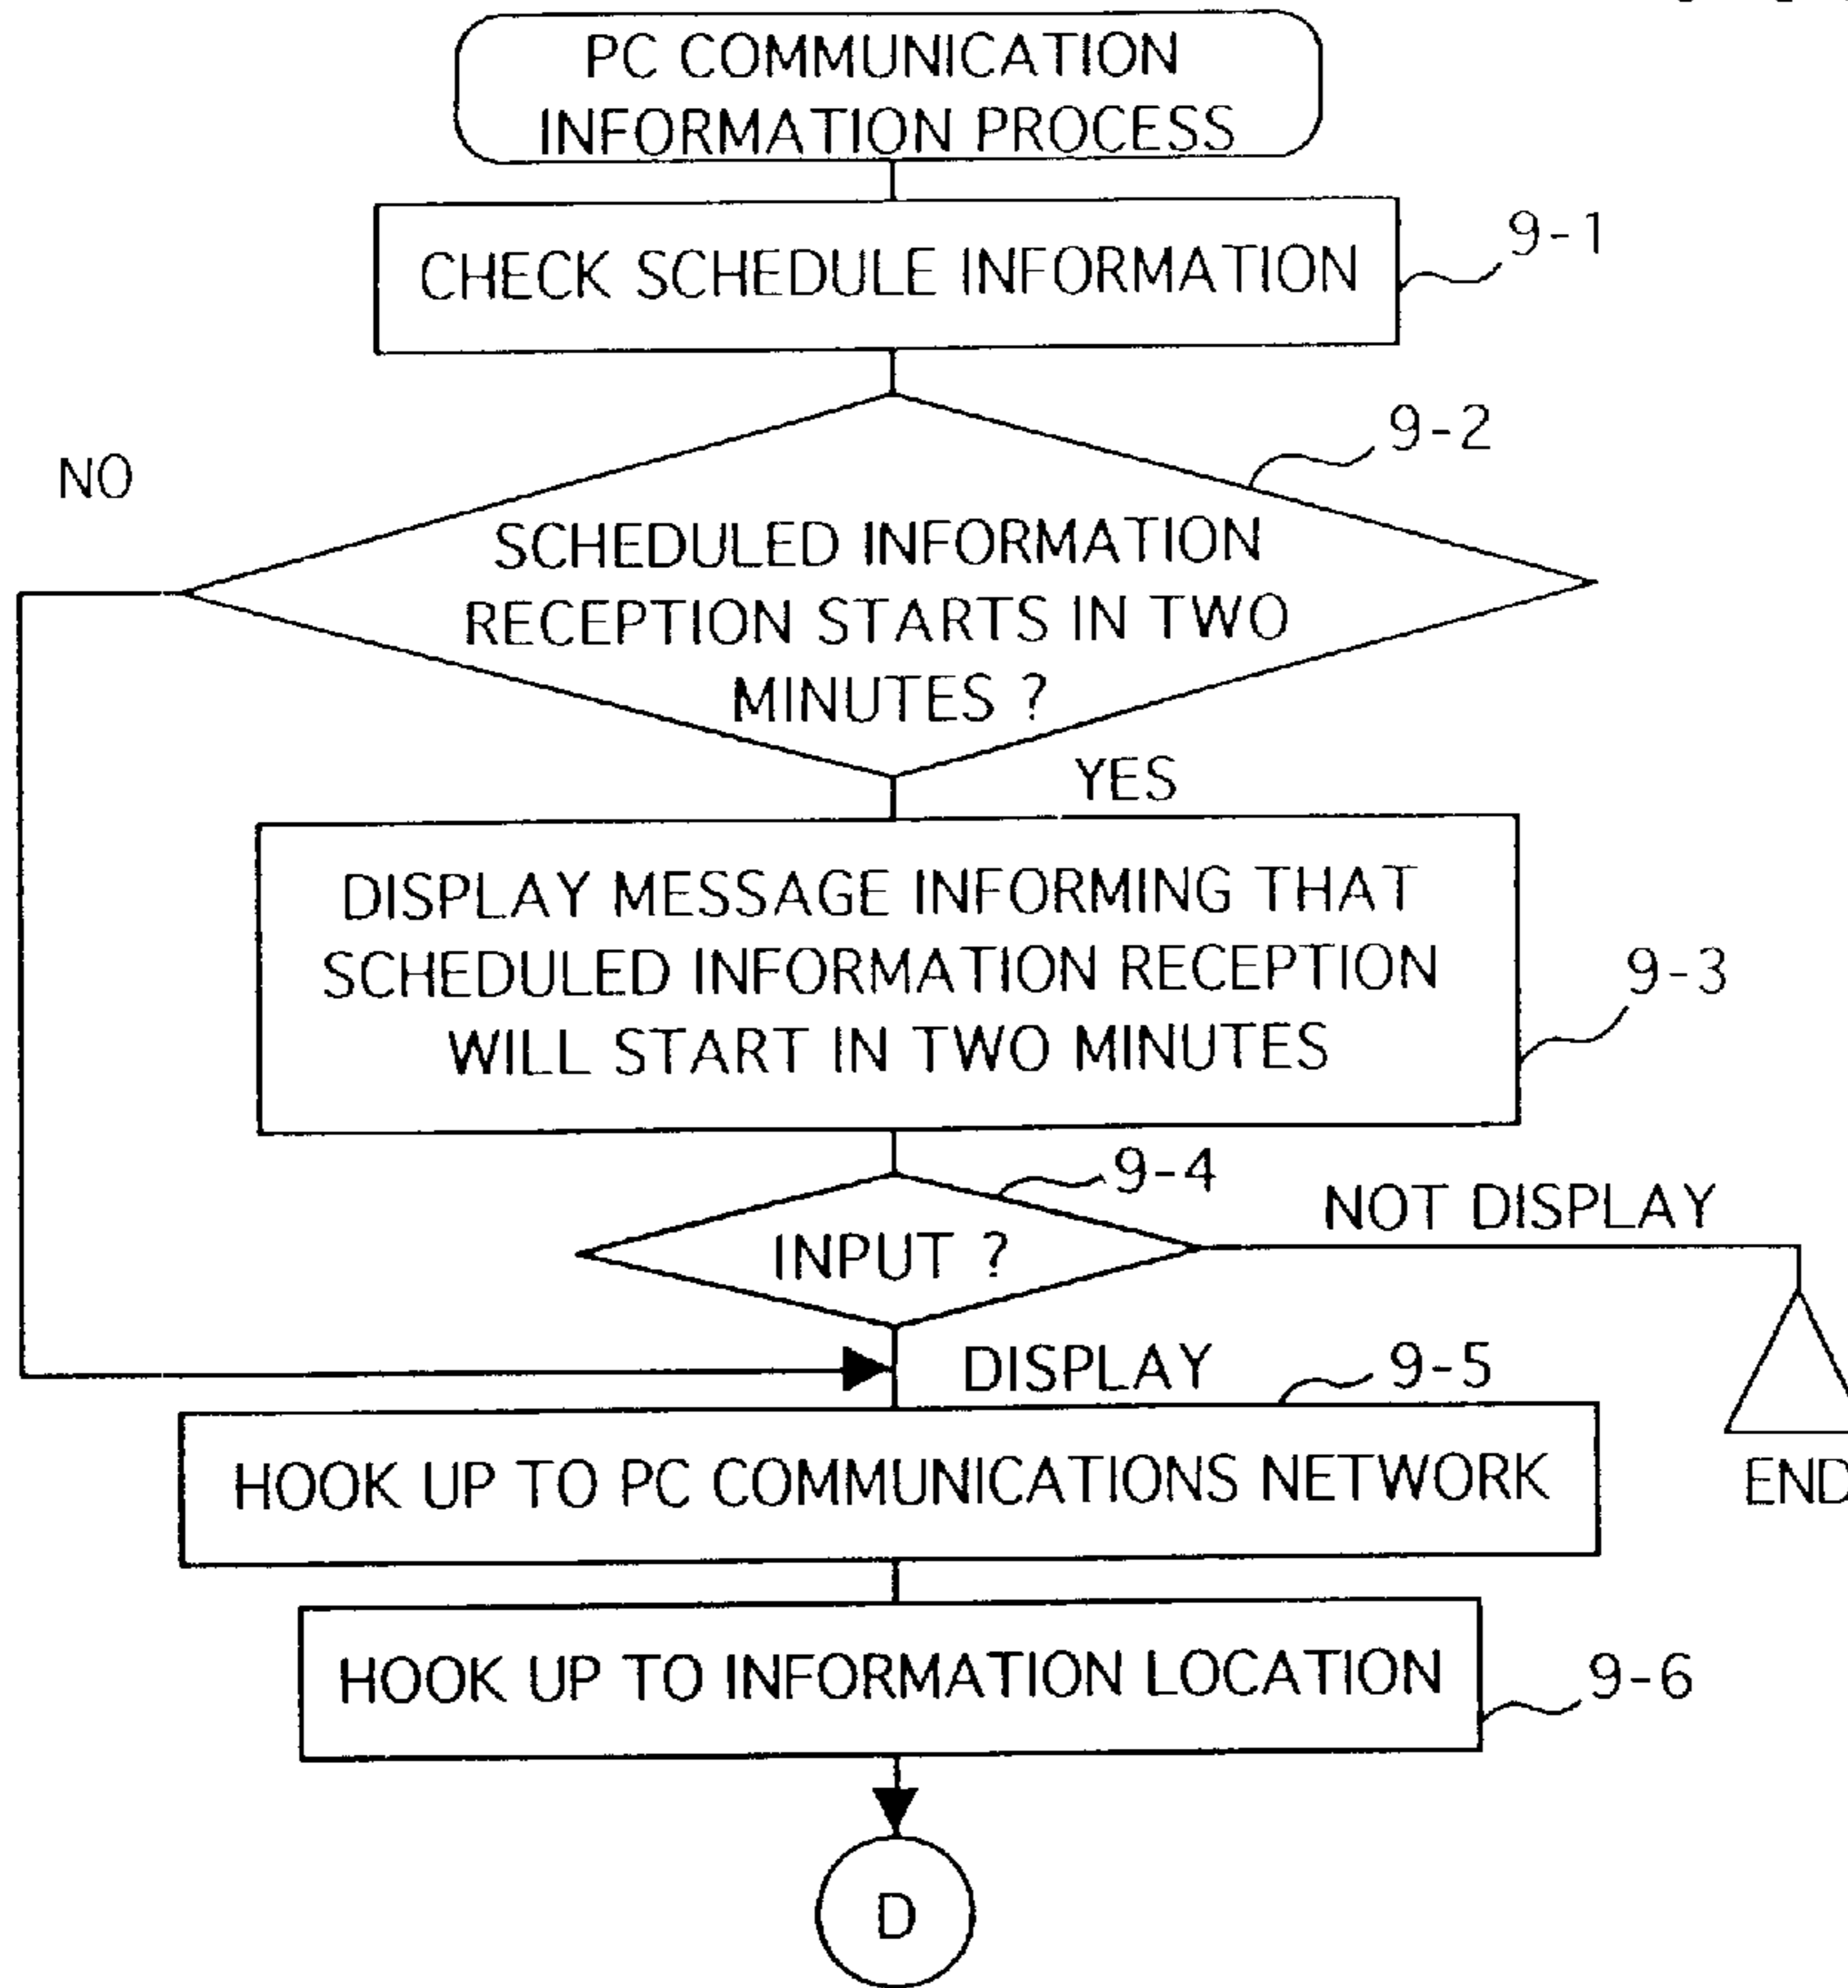 PC COMMUNICATION
INFORMATION PROCESS
CHECK SCHEDULE INFORMATION
9-1
9-2
NO
SCHEDULED INFORMATION
RECEPTION STARTS IN TWO
MINUTES ?
YES
DISPLAY MESSAGE INFORMING THAT
SCHEDULED INFORMATION RECEPTION
WILL START IN TWO MINUTES
9-3
9-4
NOT DISPLAY
INPUT ?
DISPLAY
9-5
HOOK UP TO PC COMMUNICATIONS NETWORK
END
HOOK UP TO INFORMATION LOCATION
9-6
D